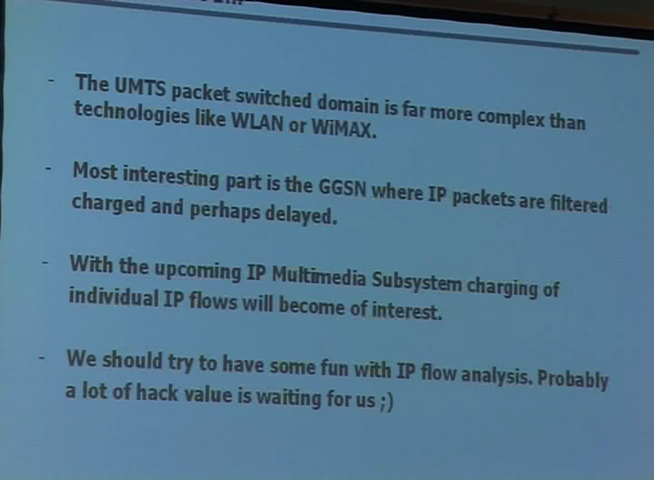 - The UMTS packet switched domain is far more complex than
technologies like WLAN or WiMAX.
- Most interesting part is the GGSN where IP packets are filtered
charged and perhaps delayed.
- With the upcoming IP Multimedia Subsystem charging of
individual IP flows will become of interest.
- We should try to have some fun with IP flow analysis. Probably
a lot of hack value is waiting for us ;)